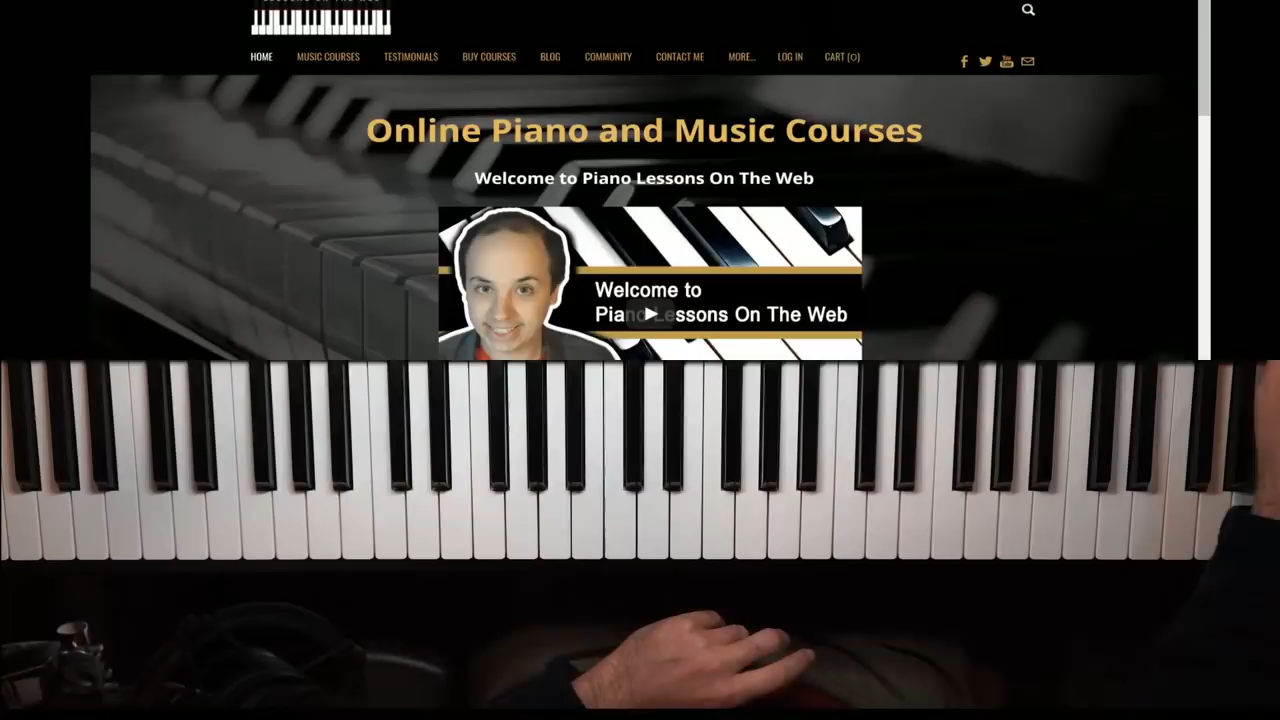 HOME MUSIC COURSES TESTIMONIALS BUY COURSES BLOG COMMUNITY CONTACT ME MORE... LOG IN CART (0)
You
Online Piano and Music Courses
Welcome to Piano Lessons On The Web
Welcome to
Piano Lessons On The Web